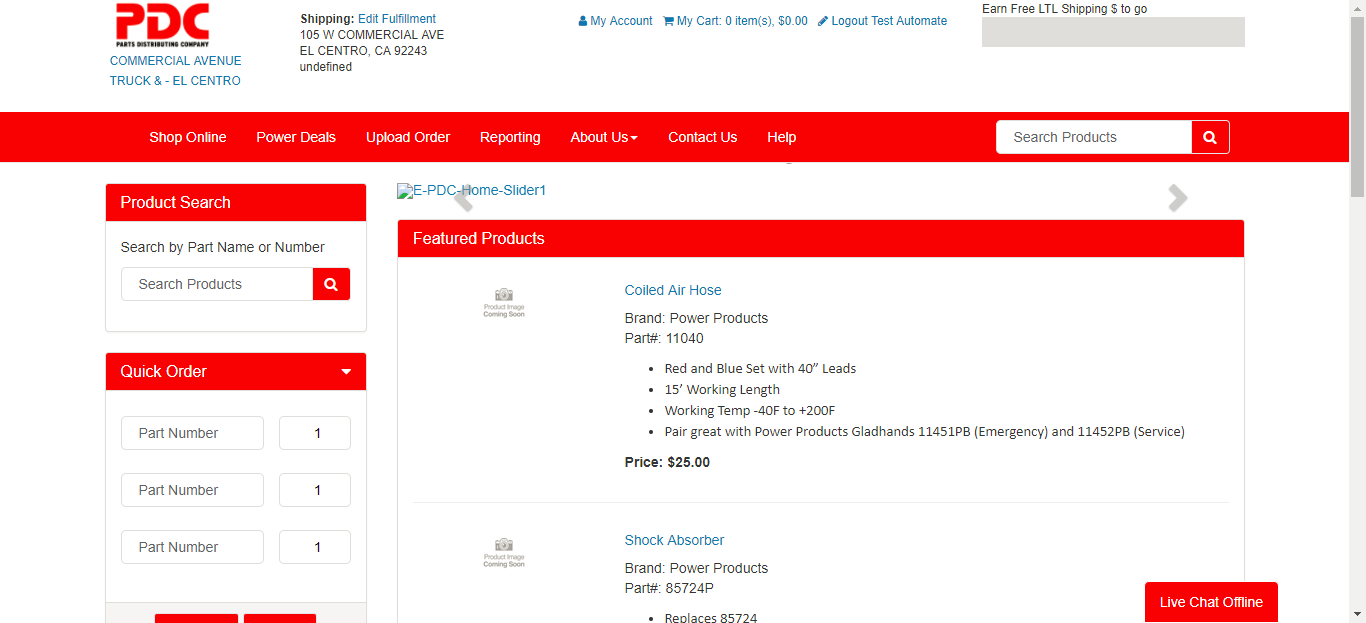 PDC
PARTS DISTRIBUTING COMPANY
COMMERCIAL AVENUE
TRUCK & - EL CENTRO
Shipping: Edit Fulfillment
105 W COMMERCIAL AVE
EL CENTRO, CA 92243
undefined
My Account My Cart: 0 item(s), $0.00 Logout Test Automate
Earn Free LTL Shipping $ to go
Shop Online Power Deals Upload Order Reporting About Us Contact Us Help Search Products
Product Search
Search by Part Name or Number
Search Products
Quick Order
Part Number 1
Part Number 1
Part Number 1
E-PDC-Home-Slider1
Featured Products
Product Image
Coming Soon
Coiled Air Hose
Brand: Power Products
Part#: 11040
• Red and Blue Set with 40” Leads
• 15’ Working Length
• Working Temp -40F to +200F
• Pair great with Power Products Gladhands 11451PB (Emergency) and 11452PB (Service)
Price: $25.00
Product Image
Coming Soon
Shock Absorber
Brand: Power Products
Part#: 85724P
• Replaces 85724
Live Chat Offline